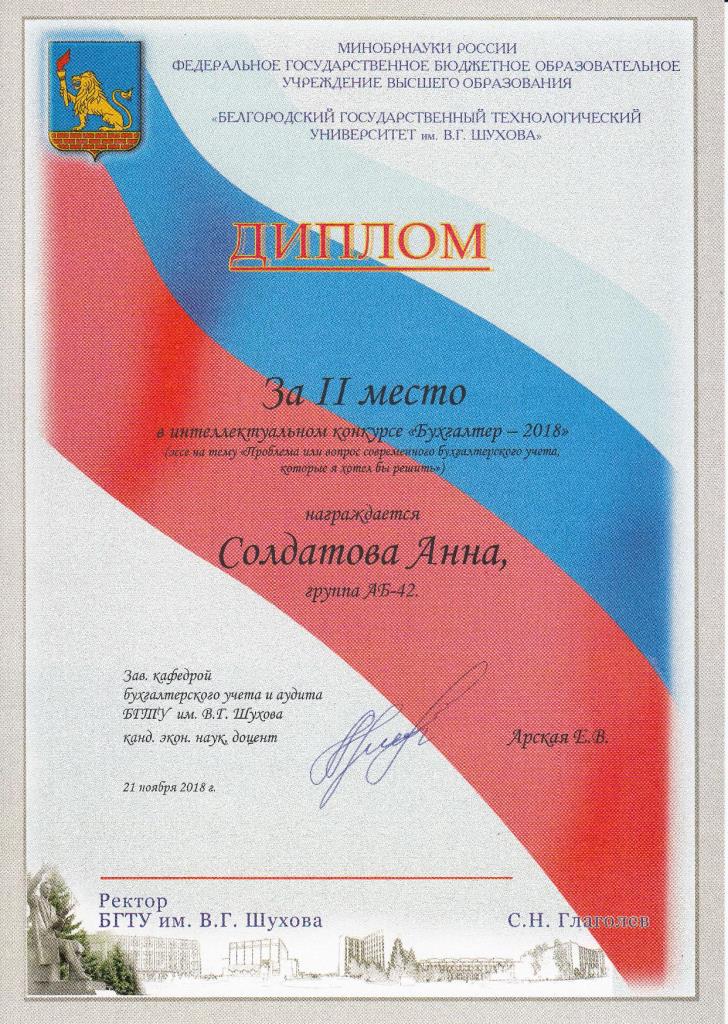 МИНОБРНАУКИ РОССИИ
ФЕДЕРАЛЬНОЕ ГОСУДАРСТВЕННОЕ БЮДЖЕТНОЕ ОБРАЗОВАТЕЛЬНОЕ
УЧРЕЖДЕНИЕ ВЫСШЕГО ОБРАЗОВАНИЯ
«БЕЛГОРОДСКИЙ ГОСУДАРСТВЕННЫЙ ТЕХНОЛОГИЧЕСКИЙ
УНИВЕРСИТЕТ им. В.Г. ШУХОВА»
ДИПЛОМ
За II место
в интеллектуальном конкурсе «Бухгалтер – 2018»
(эссе на тему «Проблема или вопрос современного бухгалтерского учета,
которые я хотел бы решить»)
награждается
Солдатова Анна,
группа АБ-42.
Зав. кафедрой
бухгалтерского учета и аудита
БГТУ им. В.Г. Шухова
канд. экон. наук, доцент
Арская Е.В.
21 ноября 2018 г.
Ректор
БГТУ им. В.Г. Шухова
С.Н. Глаголев